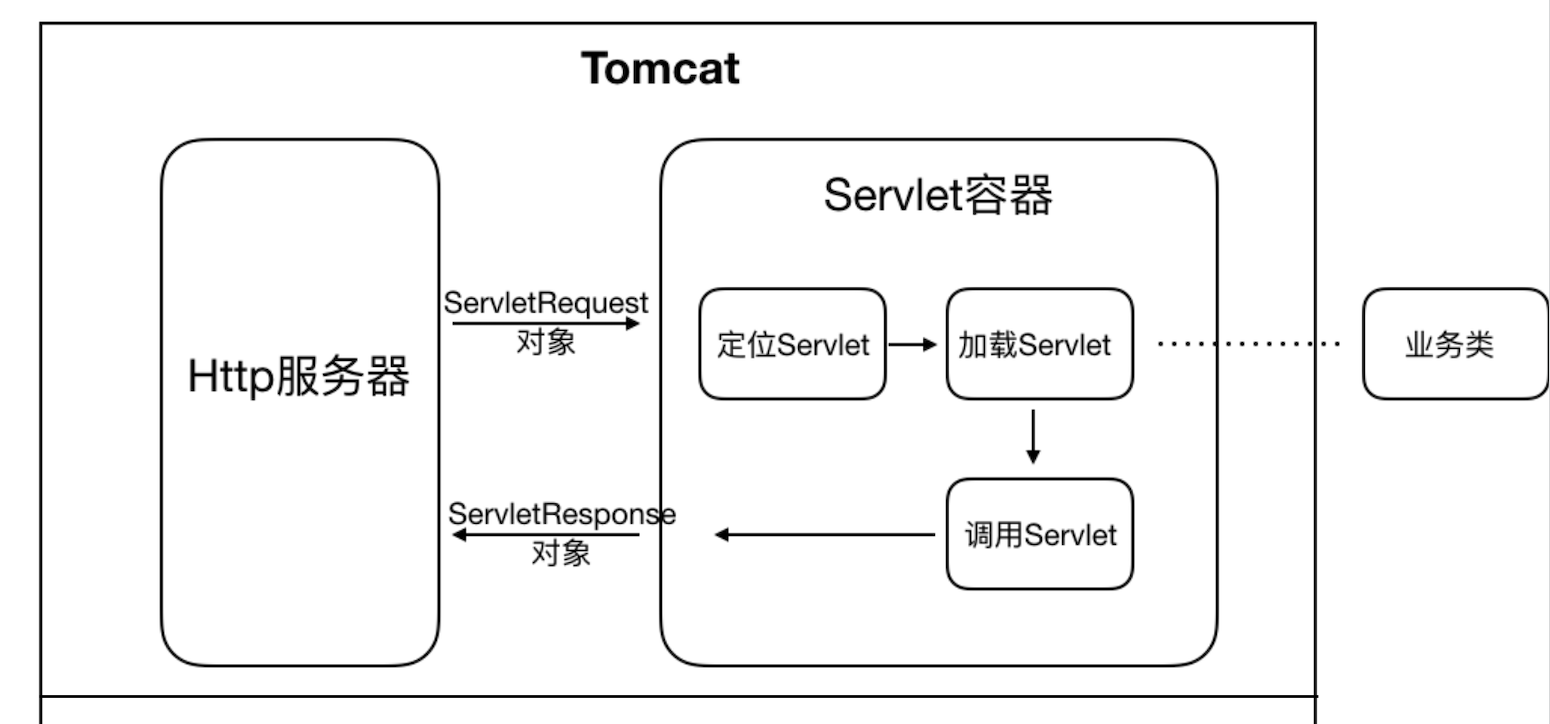 Tomcat
Servlet容器
ServletRequest
对象
定位Servlet
加载Servlet
业务类
Http服务器
ServletResponse
对象
调用Servlet